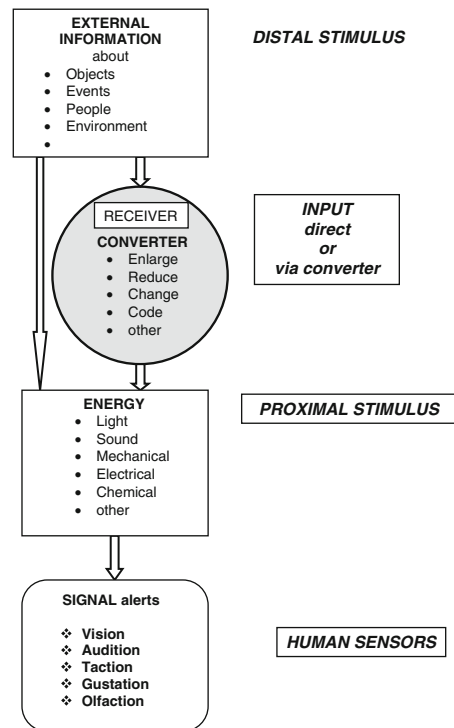 EXTERNAL
INFORMATION
about
• Objects
• Events
• People
• Environment
•
DISTAL STIMULUS
RECEIVER
CONVERTER
• Enlarge
• Reduce
• Change
• Code
• other
INPUT
direct
or
via converter
ENERGY
• Light
• Sound
• Mechanical
• Electrical
• Chemical
• other
PROXIMAL STIMULUS
SIGNAL alerts
❖ Vision
❖ Audition
❖ Taction
❖ Gustation
❖ Olfaction
HUMAN SENSORS